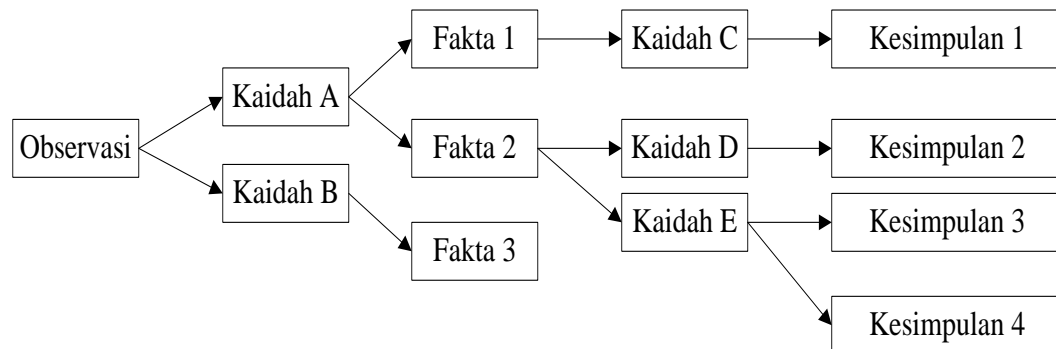 Observasi
Kaidah A
Kaidah B
Fakta 1
Fakta 2
Fakta 3
Kaidah C
Kaidah D
Kaidah E
Kesimpulan 1
Kesimpulan 2
Kesimpulan 3
Kesimpulan 4